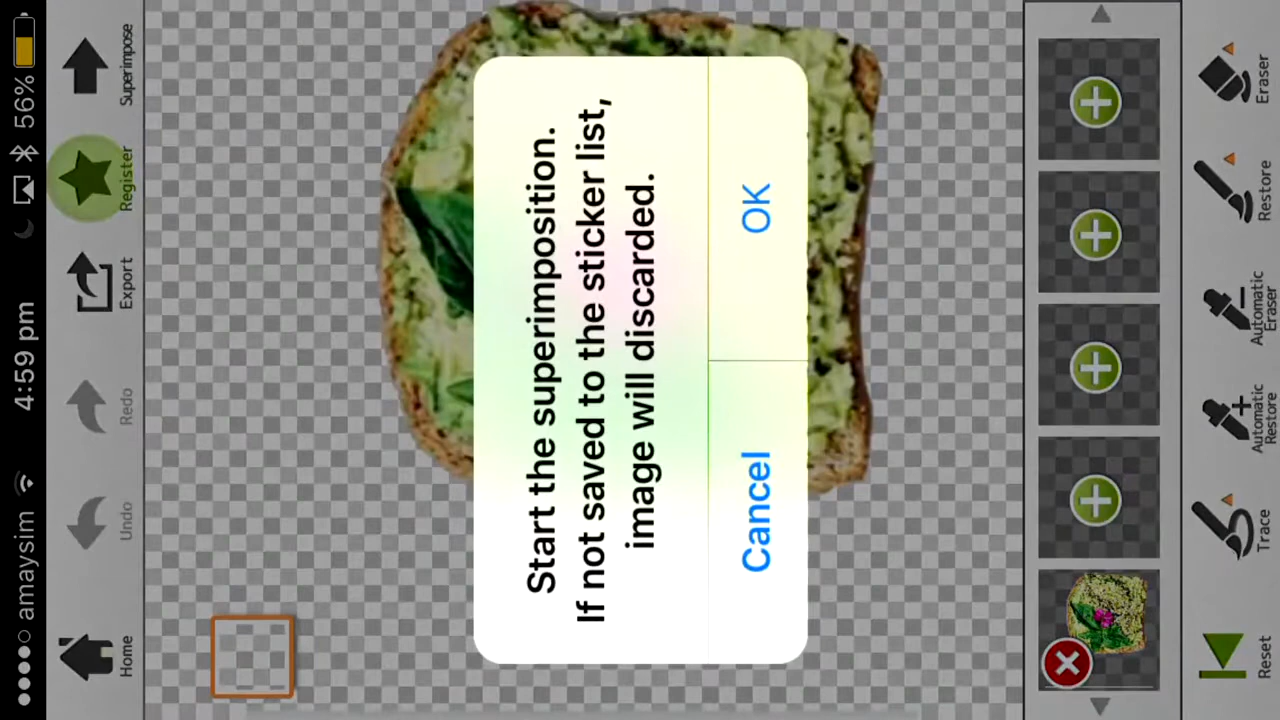 amaysim
4:59 pm
56%
Home
Undo
Redo
Export
Register
Superimpose
Start the superimposition.
If not saved to the sticker list,
image will discarded.
Cancel
OK
Reset
Trace
Automatic
Restore
Automatic
Eraser
Restore
Eraser